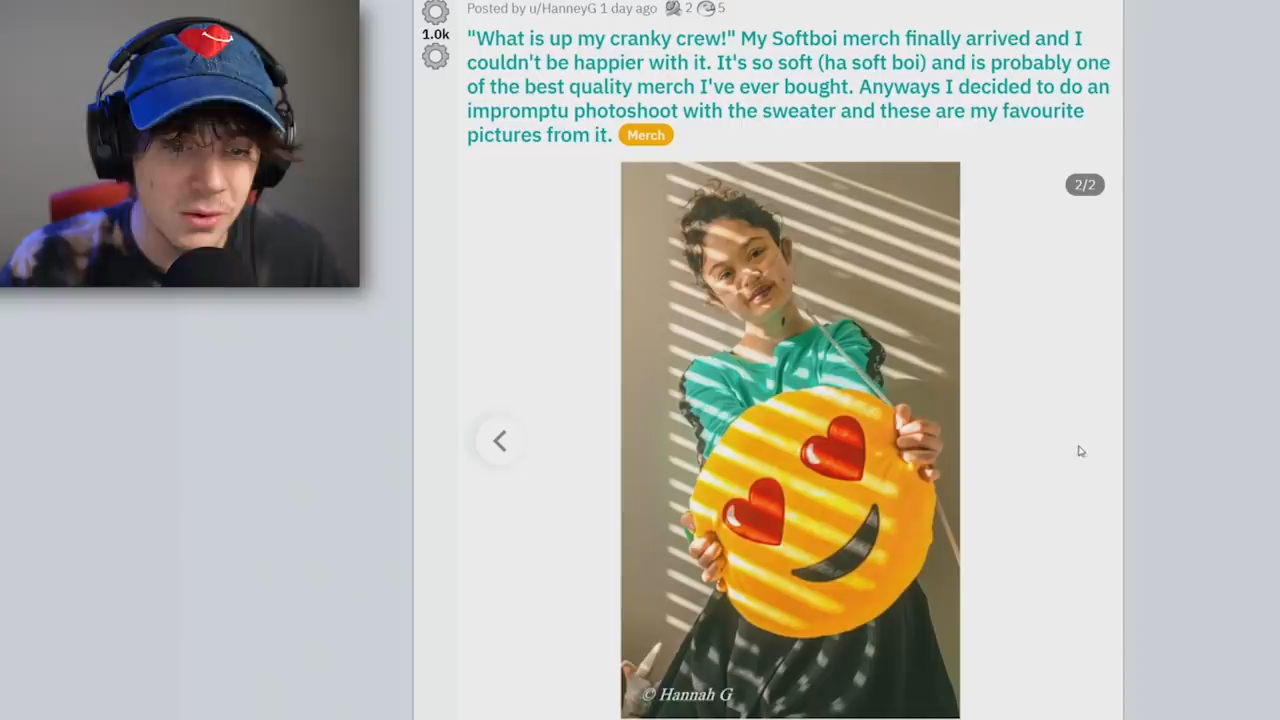 Posted by u/HanneyG 1 day ago 2 5
1.0k
"What is up my cranky crew!" My Softboi merch finally arrived and I
couldn't be happier with it. It's so soft (ha soft boi) and is probably one
of the best quality merch I've ever bought. Anyways I decided to do an
impromptu photoshoot with the sweater and these are my favourite
pictures from it. Merch
2/2
© Hannah G